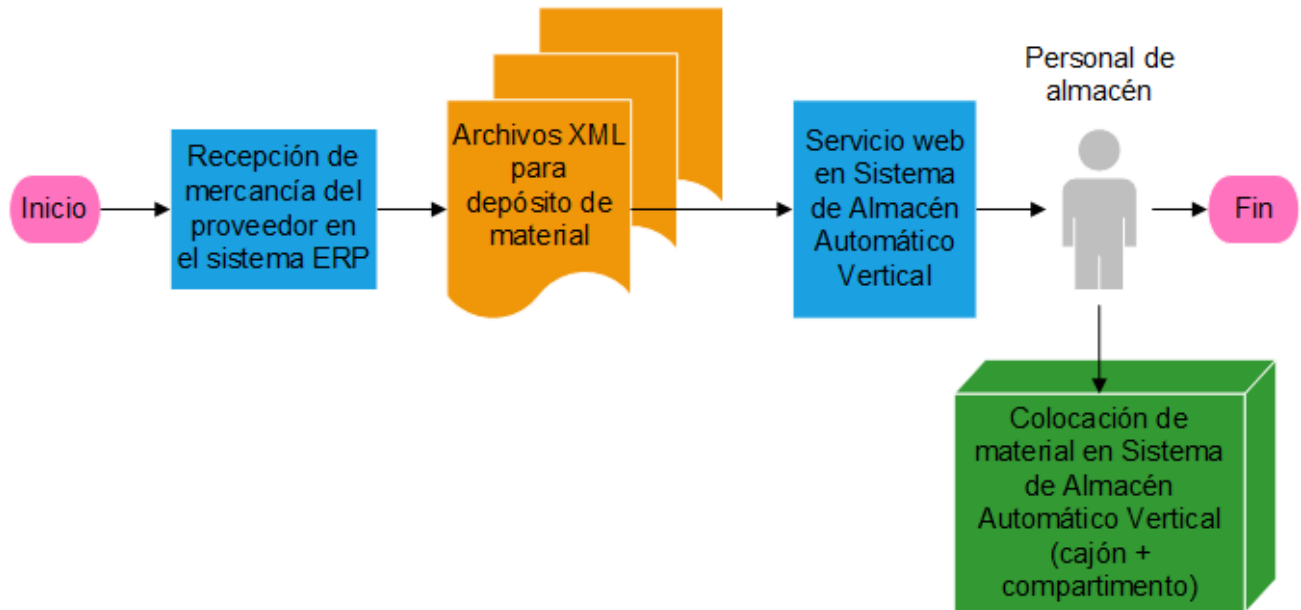 Inicio
Recepción de
mercancía del
proveedor en
el sistema ERP
Archivos XML
para
depósito de
material
Servicio web
en Sistema
de Almacén
Automático
Vertical
Personal de
almacén
Fin
Colocación de
material en Sistema
de Almacén
Automático Vertical
(cajón +
compartimento)